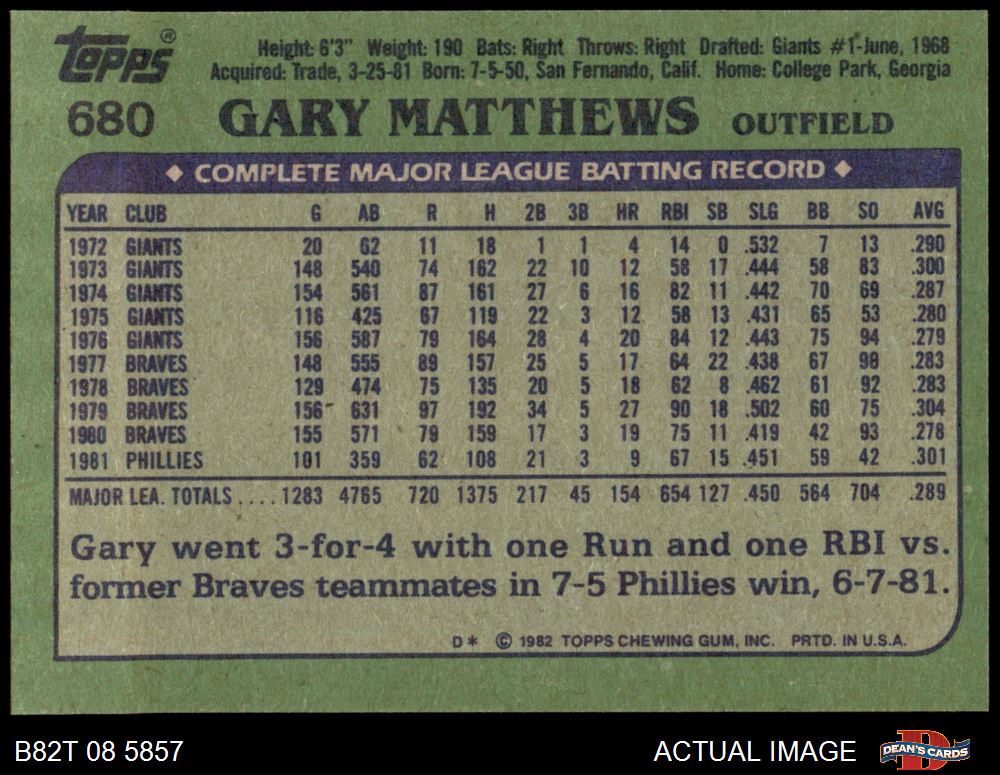 TOPPS®
Height: 6'3" Weight: 190 Bats: Right Throws: Right Drafted: Giants #1-June, 1968
Acquired: Trade, 3-25-81 Born: 7-5-50, San Fernando, Calif. Home: College Park, Georgia
680 GARY MATTHEWS OUTFIELD
◆ COMPLETE MAJOR LEAGUE BATTING RECORD ◆
YEAR CLUB G AB R H 2B 3B HR RBI SB SLG BB SO AVG
1972 GIANTS 20 62 11 18 1 1 4 14 0 .532 7 13 .290
1973 GIANTS 148 540 74 162 22 10 12 58 17 .444 58 83 .300
1974 GIANTS 154 561 87 161 27 6 16 82 11 .442 70 69 .287
1975 GIANTS 116 425 67 119 22 3 12 58 13 .431 65 53 .280
1976 GIANTS 156 587 79 164 28 4 20 84 12 .443 75 94 .279
1977 BRAVES 148 555 89 157 25 5 17 64 22 .438 67 90 .283
1978 BRAVES 129 474 75 135 20 5 18 62 8 .462 61 92 .283
1979 BRAVES 156 631 97 192 34 5 27 90 18 .502 60 75 .304
1980 BRAVES 155 571 79 159 17 3 19 75 11 .419 42 93 .278
1981 PHILLIES 101 359 62 108 21 3 9 67 15 .451 59 42 .301
MAJOR LEA. TOTALS .... 1283 4765 720 1375 217 45 154 654 127 .450 564 704 .289
Gary went 3-for-4 with one Run and one RBI vs.
former Braves teammates in 7-5 Phillies win, 6-7-81.
D* © 1982 TOPPS CHEWING GUM, INC. PRTD. IN U.S.A.
B82T 08 5857 ACTUAL IMAGE D DEAN'S CARDS